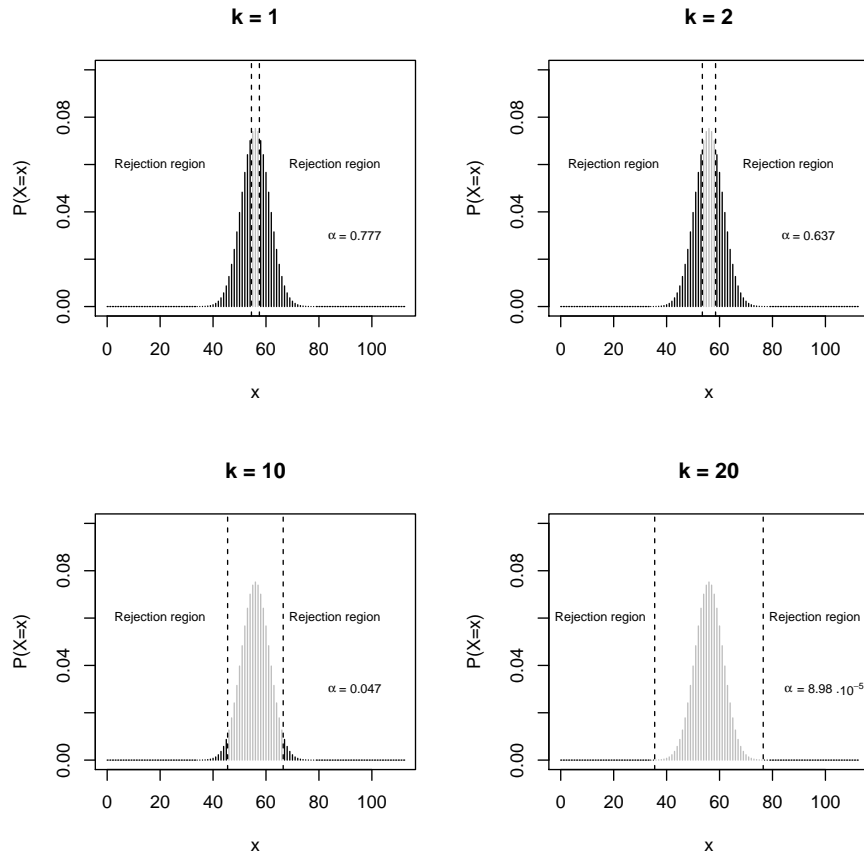 k = 1
P(X=x)
0.08
0.04
0.00
Rejection region
Rejection region
α = 0.777
0 20 40 60 80 100
x
k = 2
P(X=x)
0.08
0.04
0.00
Rejection region
Rejection region
α = 0.637
0 20 40 60 80 100
x
k = 10
P(X=x)
0.08
0.04
0.00
Rejection region
Rejection region
α = 0.047
0 20 40 60 80 100
x
k = 20
P(X=x)
0.08
0.04
0.00
Rejection region
Rejection region
α = 8.98 ⋅10⁻⁵
0 20 40 60 80 100
x